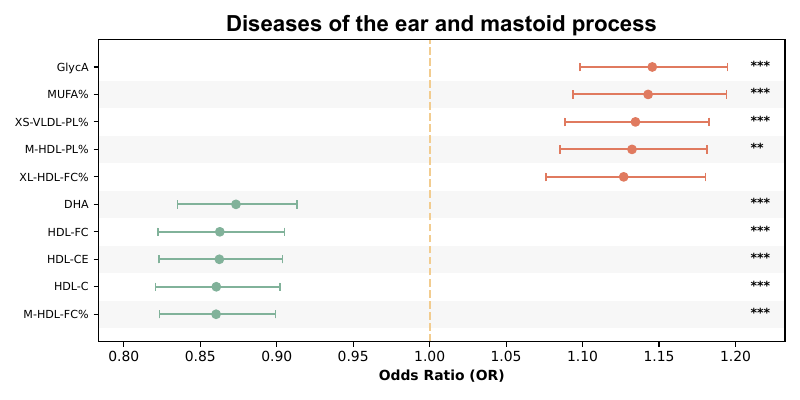 Diseases of the ear and mastoid process
GlycA ***
MUFA% ***
XS-VLDL-PL% ***
M-HDL-PL% **
XL-HDL-FC%
DHA ***
HDL-FC ***
HDL-CE ***
HDL-C ***
M-HDL-FC% ***
0.80 0.85 0.90 0.95 1.00 1.05 1.10 1.15 1.20
Odds Ratio (OR)